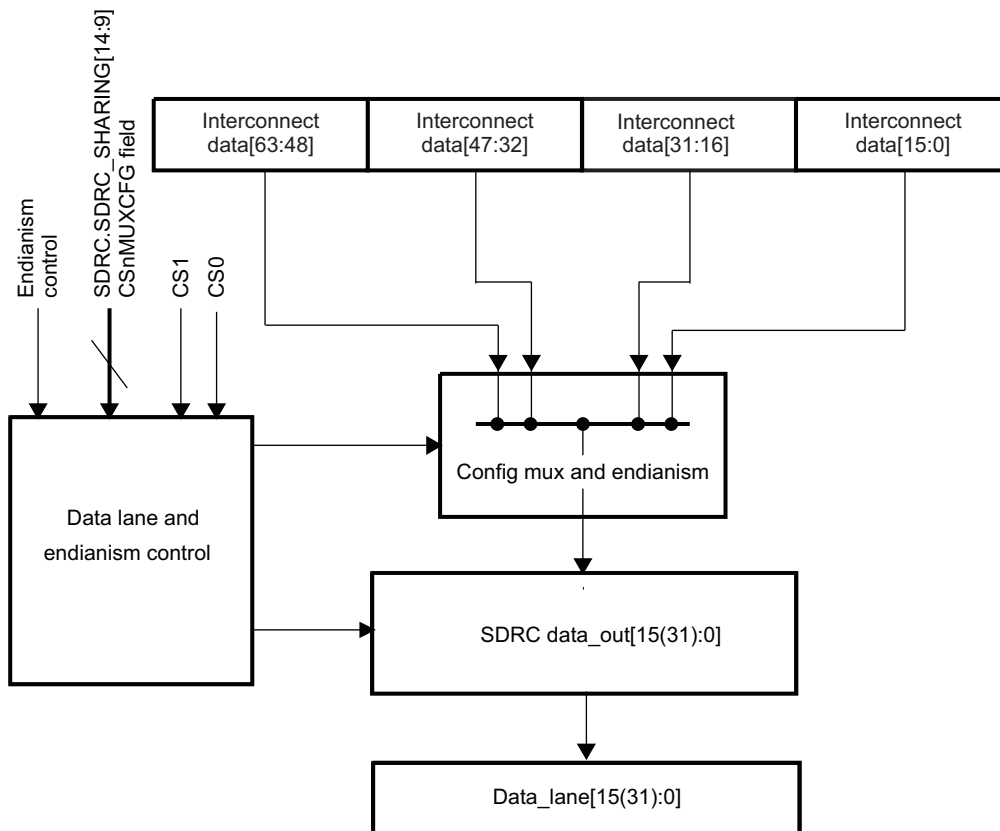 Endianism
control
SDRC.SDRC_SHARING[14:9]
CSnMUXCFG field
CS1
CS0
Interconnect
data[63:48]
Interconnect
data[47:32]
Interconnect
data[31:16]
Interconnect
data[15:0]
Config mux and endianism
Data lane and
endianism control
SDRC data_out[15(31):0]
Data_lane[15(31):0]